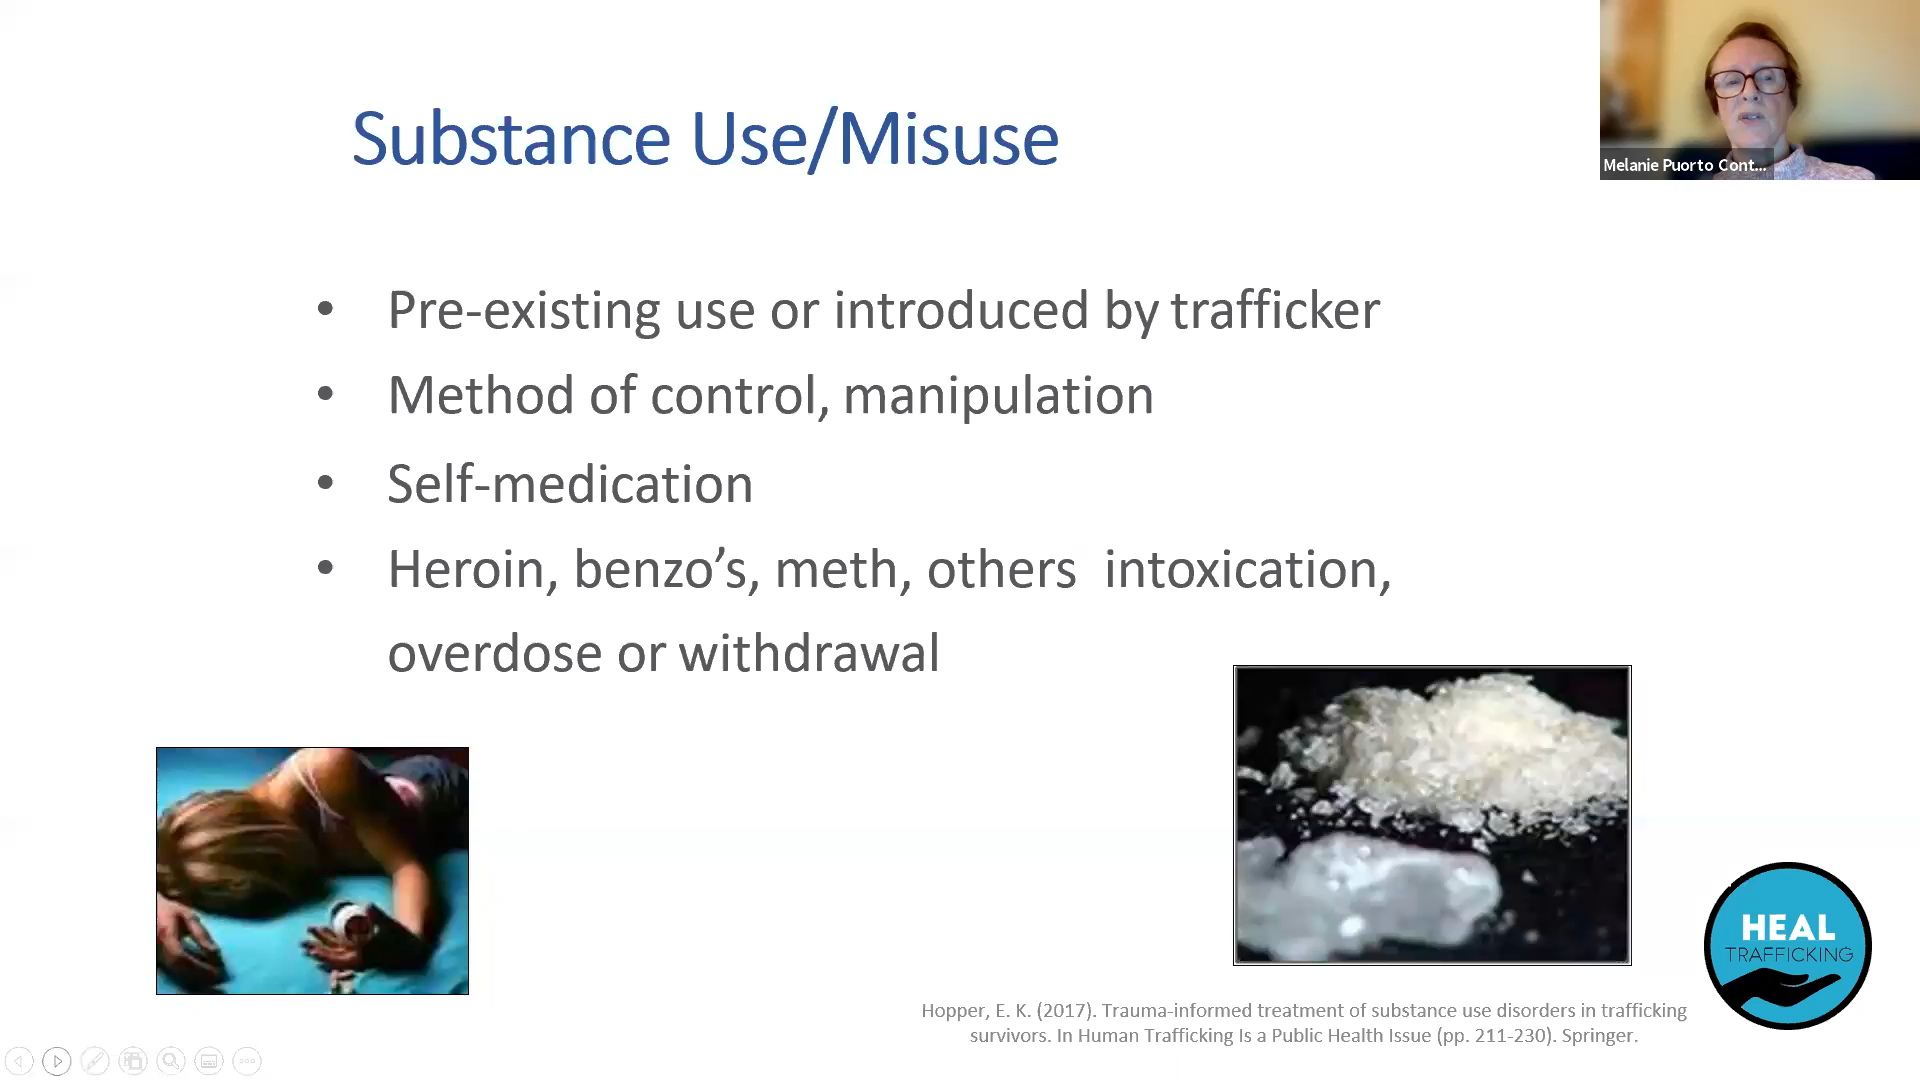 Substance Use/Misuse
Melanie Puorto Cont...
• Pre-existing use or introduced by trafficker
• Method of control, manipulation
• Self-medication
• Heroin, benzo’s, meth, others  intoxication,
overdose or withdrawal
HEAL
TRAFFICKING
Hopper, E. K. (2017). Trauma-informed treatment of substance use disorders in trafficking
survivors. In Human Trafficking Is a Public Health Issue (pp. 211-230). Springer.